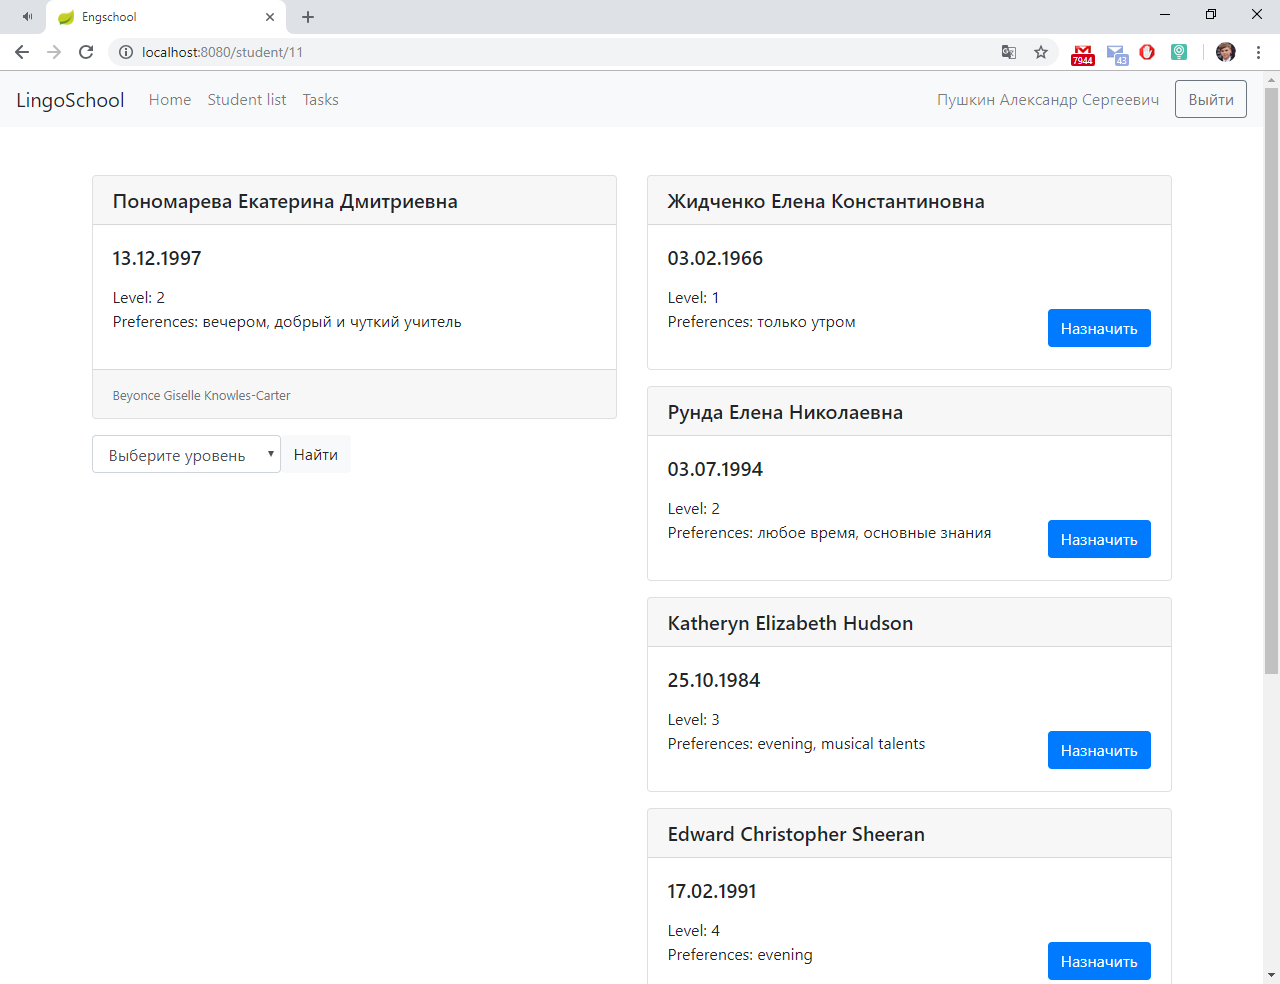 Engschool
localhost:8080/student/11
7944
43
LingoSchool
Home
Student list
Tasks
Пушкин Александр Сергеевич
Выйти
Пономарева Екатерина Дмитриевна
13.12.1997
Level: 2
Preferences: вечером, добрый и чуткий учитель
Beyonce Giselle Knowles-Carter
Выберите уровень
Найти
Жидченко Елена Константиновна
03.02.1966
Level: 1
Preferences: только утром
Назначить
Рунда Елена Николаевна
03.07.1994
Level: 2
Preferences: любое время, основные знания
Назначить
Katheryn Elizabeth Hudson
25.10.1984
Level: 3
Preferences: evening, musical talents
Назначить
Edward Christopher Sheeran
17.02.1991
Level: 4
Preferences: evening
Назначить